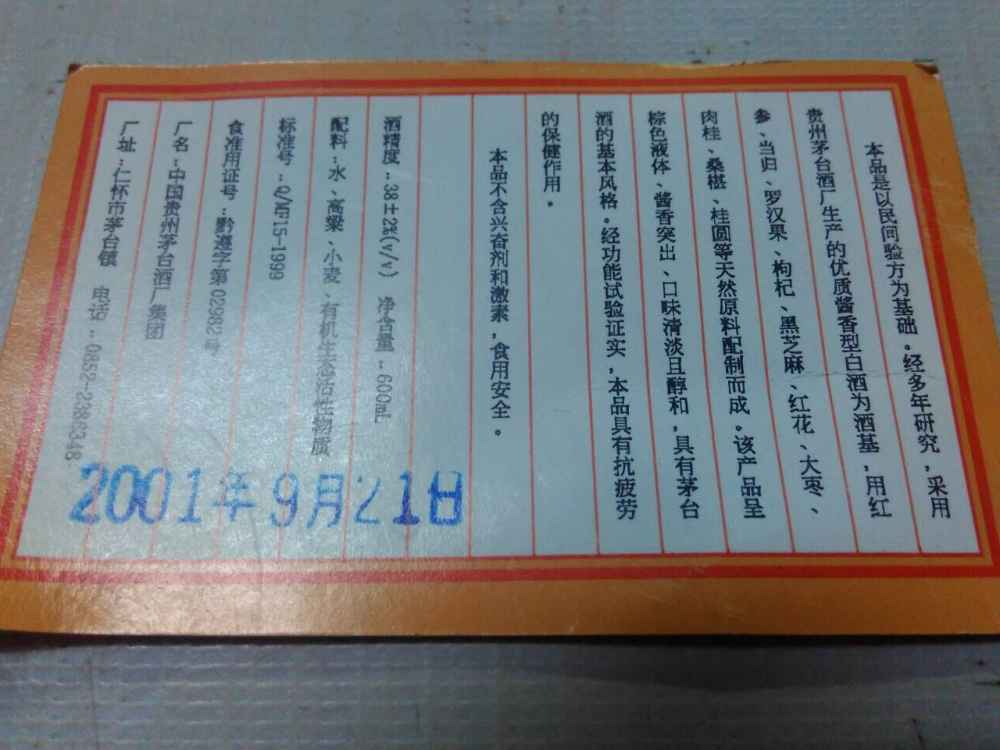 本品是以民间验方为基础。经多年研究,采用
贵州茅台酒厂生产的优质酱香型白酒为酒基,用红
参、当归、罗汉果、枸杞、黑芝麻、红花、大枣、
肉桂、桑椹、桂圆等天然原料配制而成。该产品呈
棕色液体、酱香突出、口味清淡且醇和,具有茅台
酒的基本风格。经功能试验证实,本品具有抗疲劳
的保健作用。
本品不含兴奋剂和激素,食用安全。
酒精度:38±2%(v/v) 净含量:600mL
配料:水、高粱、小麦、有机生态活性物质
标准号:Q/MF15-1999
食准用证号:黔遵字第02982号
厂名:中国贵州茅台酒厂集团
厂址:仁怀市茅台镇 电话:0852-2388348
2001年9月21日